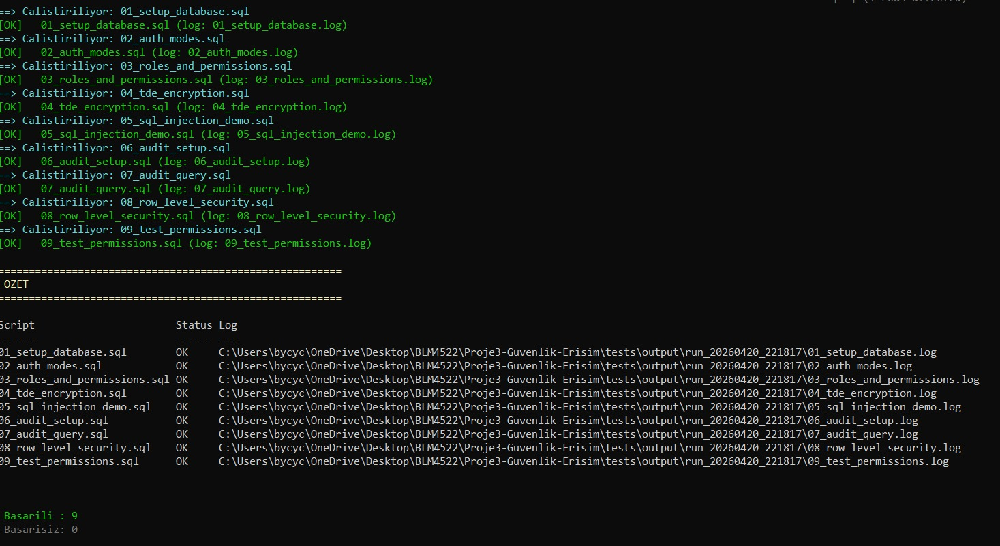 ==> Calistiriliyor: 01_setup_database.sql
[OK]   01_setup_database.sql (log: 01_setup_database.log)
==> Calistiriliyor: 02_auth_modes.sql
[OK]   02_auth_modes.sql (log: 02_auth_modes.log)
==> Calistiriliyor: 03_roles_and_permissions.sql
[OK]   03_roles_and_permissions.sql (log: 03_roles_and_permissions.log)
==> Calistiriliyor: 04_tde_encryption.sql
[OK]   04_tde_encryption.sql (log: 04_tde_encryption.log)
==> Calistiriliyor: 05_sql_injection_demo.sql
[OK]   05_sql_injection_demo.sql (log: 05_sql_injection_demo.log)
==> Calistiriliyor: 06_audit_setup.sql
[OK]   06_audit_setup.sql (log: 06_audit_setup.log)
==> Calistiriliyor: 07_audit_query.sql
[OK]   07_audit_query.sql (log: 07_audit_query.log)
==> Calistiriliyor: 08_row_level_security.sql
[OK]   08_row_level_security.sql (log: 08_row_level_security.log)
==> Calistiriliyor: 09_test_permissions.sql
[OK]   09_test_permissions.sql (log: 09_test_permissions.log)
========================================================
OZET
========================================================
Script                       Status Log
------                       ------ ---
01_setup_database.sql        OK     C:\Users\bycyc\OneDrive\Desktop\BLM4522\Proje3-Guvenlik-Erisim\tests\output\run_20260420_221817\01_setup_database.log
02_auth_modes.sql            OK     C:\Users\bycyc\OneDrive\Desktop\BLM4522\Proje3-Guvenlik-Erisim\tests\output\run_20260420_221817\02_auth_modes.log
03_roles_and_permissions.sql OK     C:\Users\bycyc\OneDrive\Desktop\BLM4522\Proje3-Guvenlik-Erisim\tests\output\run_20260420_221817\03_roles_and_permissions.log
04_tde_encryption.sql        OK     C:\Users\bycyc\OneDrive\Desktop\BLM4522\Proje3-Guvenlik-Erisim\tests\output\run_20260420_221817\04_tde_encryption.log
05_sql_injection_demo.sql    OK     C:\Users\bycyc\OneDrive\Desktop\BLM4522\Proje3-Guvenlik-Erisim\tests\output\run_20260420_221817\05_sql_injection_demo.log
06_audit_setup.sql           OK     C:\Users\bycyc\OneDrive\Desktop\BLM4522\Proje3-Guvenlik-Erisim\tests\output\run_20260420_221817\06_audit_setup.log
07_audit_query.sql           OK     C:\Users\bycyc\OneDrive\Desktop\BLM4522\Proje3-Guvenlik-Erisim\tests\output\run_20260420_221817\07_audit_query.log
08_row_level_security.sql    OK     C:\Users\bycyc\OneDrive\Desktop\BLM4522\Proje3-Guvenlik-Erisim\tests\output\run_20260420_221817\08_row_level_security.log
09_test_permissions.sql      OK     C:\Users\bycyc\OneDrive\Desktop\BLM4522\Proje3-Guvenlik-Erisim\tests\output\run_20260420_221817\09_test_permissions.log
Basarili : 9
Basarisiz: 0